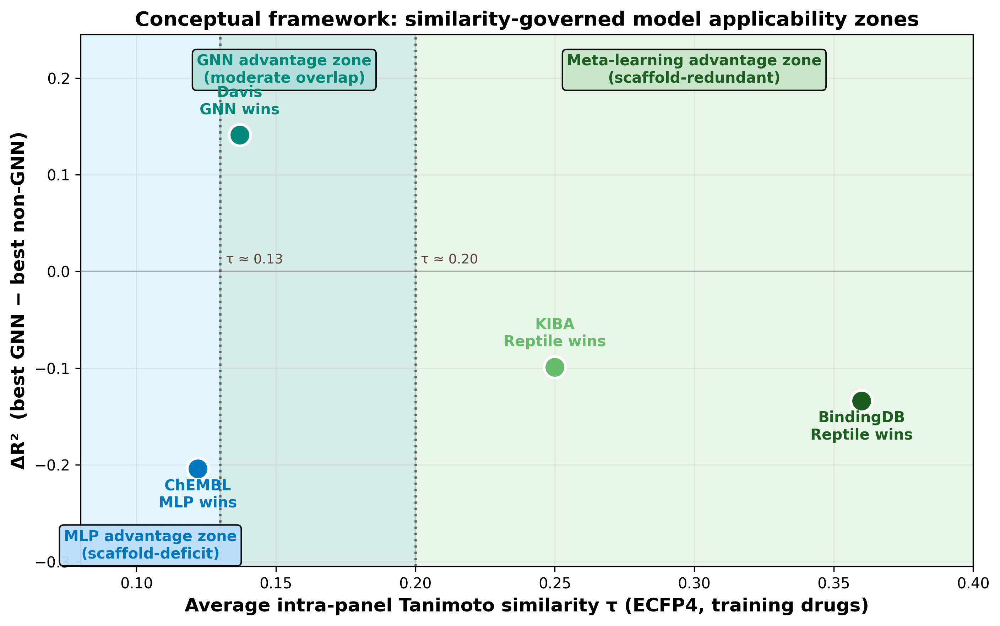 Conceptual framework: similarity-governed model applicability zones
GNN advantage zone
(moderate overlap)
Meta-learning advantage zone
(scaffold-redundant)
Davis
GNN wins
τ ≈ 0.13
τ ≈ 0.20
KIBA
Reptile wins
BindingDB
Reptile wins
ChEMBL
MLP wins
MLP advantage zone
(scaffold-deficit)
ΔR² (best GNN − best non-GNN)
0.2
0.1
0.0
−0.1
−0.2
−0.3
0.10
0.15
0.20
0.25
0.30
0.35
0.40
Average intra-panel Tanimoto similarity τ (ECFP4, training drugs)